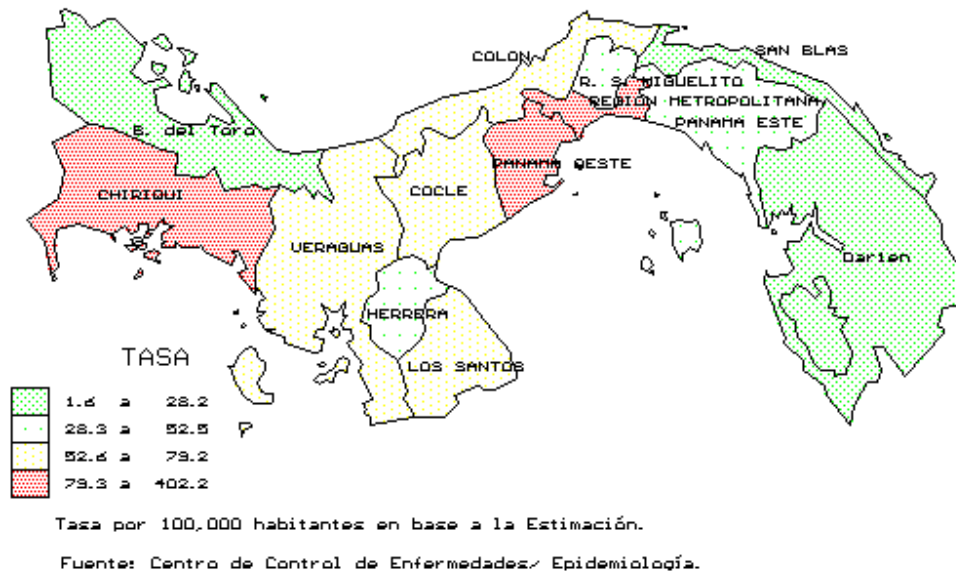 COLON
SAN BLAS
R. S. MIGUELITO
REGION METROPOLITANA
PANAMA ESTE
B. del Toro
PANAMA OESTE
CHIRIQUI
COCLE
VERAGUAS
Darien
HERRERA
LOS SANTOS
TASA
1.6 a 28.2
28.3 a 52.5
52.6 a 79.2
79.3 a 402.2
Tasa por 100,000 habitantes en base a la Estimación.
Fuente: Centro de Control de Enfermedades/ Epidemiología.